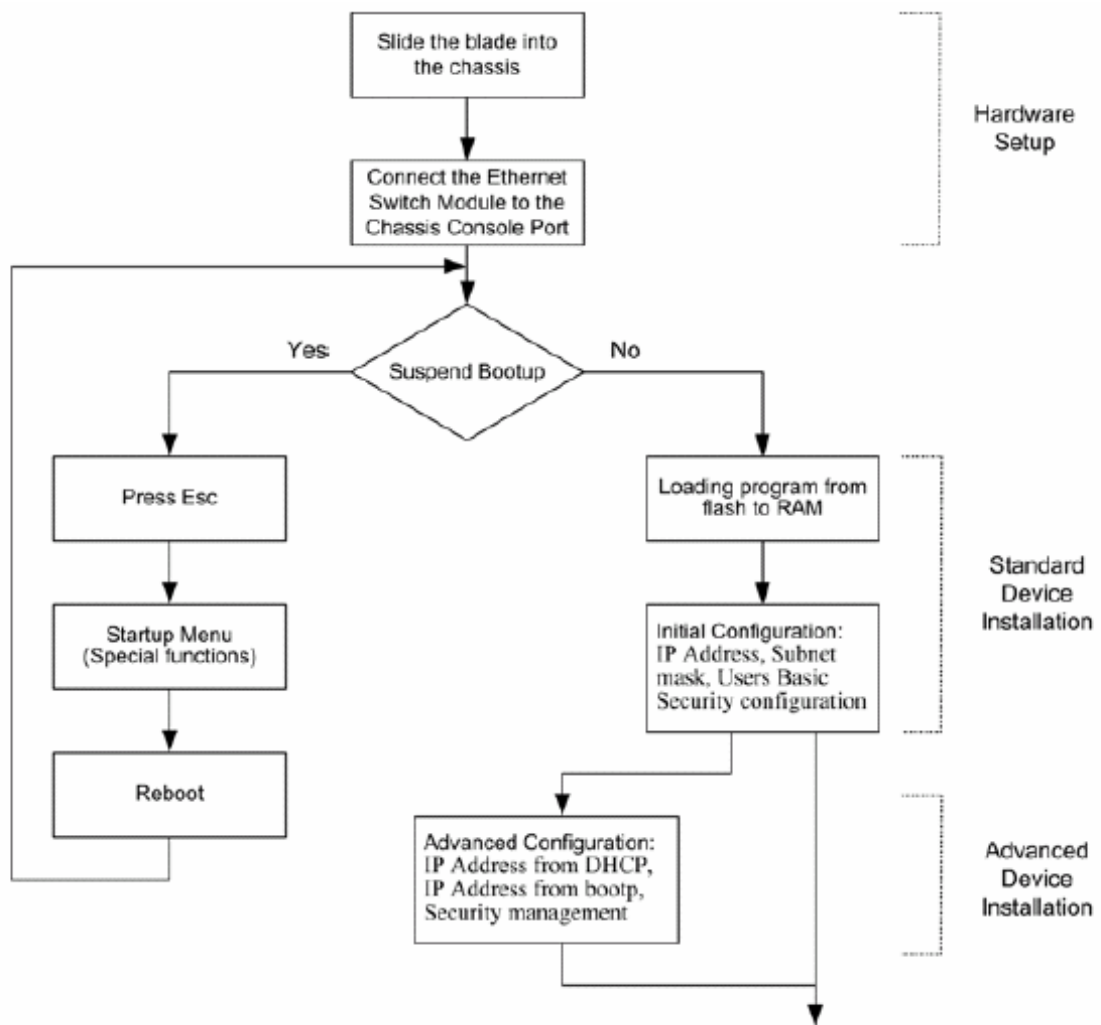 Slide the blade into
the chassis
Hardware
Setup
Connect the Ethernet
Switch Module to the
Chassis Console Port
Yes
No
Suspend Bootup
Press Esc
Loading program from
flash to RAM
Standard
Device
Installation
Startup Menu
(Special functions)
Initial Configuration:
IP Address, Subnet
mask, Users Basic
Security configuration
Reboot
Advanced Configuration:
IP Address from DHCP,
IP Address from bootp,
Security management
Advanced
Device
Installation